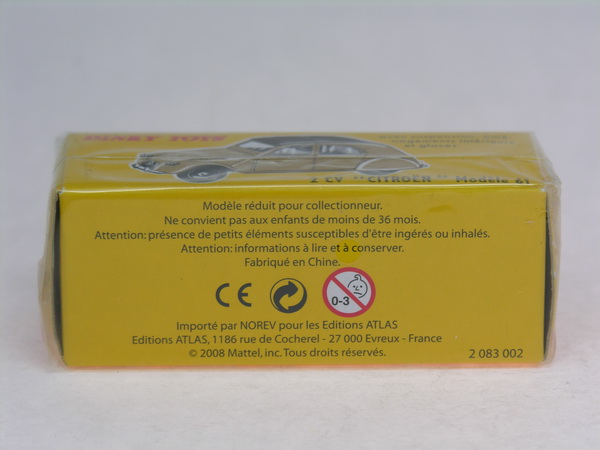 DINKY TOYS
2 CV "CITROËN" Modèle 61
Modèle réduit pour collectionneur.
Ne convient pas aux enfants de moins de 36 mois.
Attention: présence de petits éléments susceptibles d'être ingérés ou inhalés.
Attention: informations à lire et à conserver.
Fabriqué en Chine.
CE
0-3
Importé par NOREV pour les Editions ATLAS
Editions ATLAS, 1186 rue de Cocherel - 27 000 Evreux - France
© 2008 Mattel, inc. Tous droits réservés.
2 083 002